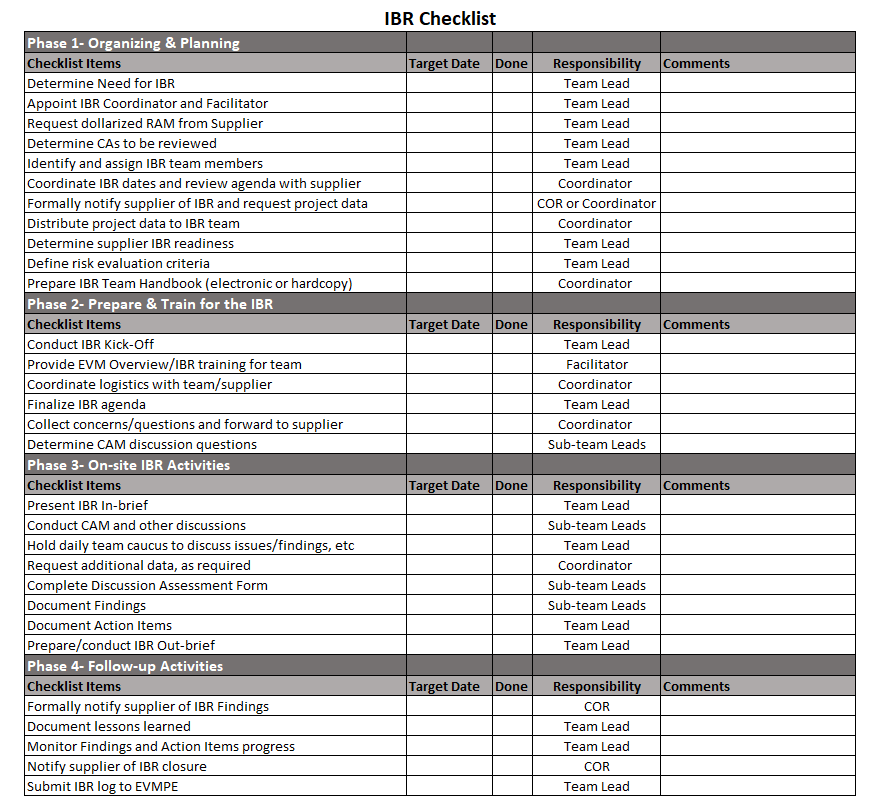 IBR Checklist
Phase 1- Organizing & Planning
Checklist Items Target Date Done Responsibility Comments
Determine Need for IBR Team Lead
Appoint IBR Coordinator and Facilitator Team Lead
Request dollarized RAM from Supplier Team Lead
Determine CAs to be reviewed Team Lead
Identify and assign IBR team members Team Lead
Coordinate IBR dates and review agenda with supplier Coordinator
Formally notify supplier of IBR and request project data COR or Coordinator
Distribute project data to IBR team Coordinator
Determine supplier IBR readiness Team Lead
Define risk evaluation criteria Team Lead
Prepare IBR Team Handbook (electronic or hardcopy) Coordinator
Phase 2- Prepare & Train for the IBR
Checklist Items Target Date Done Responsibility Comments
Conduct IBR Kick-Off Team Lead
Provide EVM Overview/IBR training for team Facilitator
Coordinate logistics with team/supplier Coordinator
Finalize IBR agenda Team Lead
Collect concerns/questions and forward to supplier Coordinator
Determine CAM discussion questions Sub-team Leads
Phase 3- On-site IBR Activities
Checklist Items Target Date Done Responsibility Comments
Present IBR In-brief Team Lead
Conduct CAM and other discussions Sub-team Leads
Hold daily team caucus to discuss issues/findings, etc Team Lead
Request additional data, as required Coordinator
Complete Discussion Assessment Form Sub-team Leads
Document Findings Sub-team Leads
Document Action Items Team Lead
Prepare/conduct IBR Out-brief Team Lead
Phase 4- Follow-up Activities
Checklist Items Target Date Done Responsibility Comments
Formally notify supplier of IBR Findings COR
Document lessons learned Team Lead
Monitor Findings and Action Items progress Team Lead
Notify supplier of IBR closure COR
Submit IBR log to EVMPE Team Lead